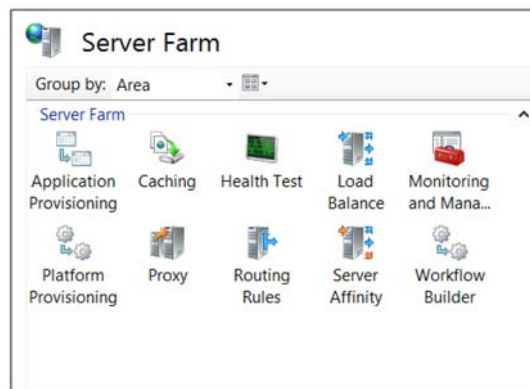 Server Farm
Group by: Area
Server Farm
Application Provisioning
Caching
Health Test
Load Balance
Monitoring and Mana...
Platform Provisioning
Proxy
Routing Rules
Server Affinity
Workflow Builder